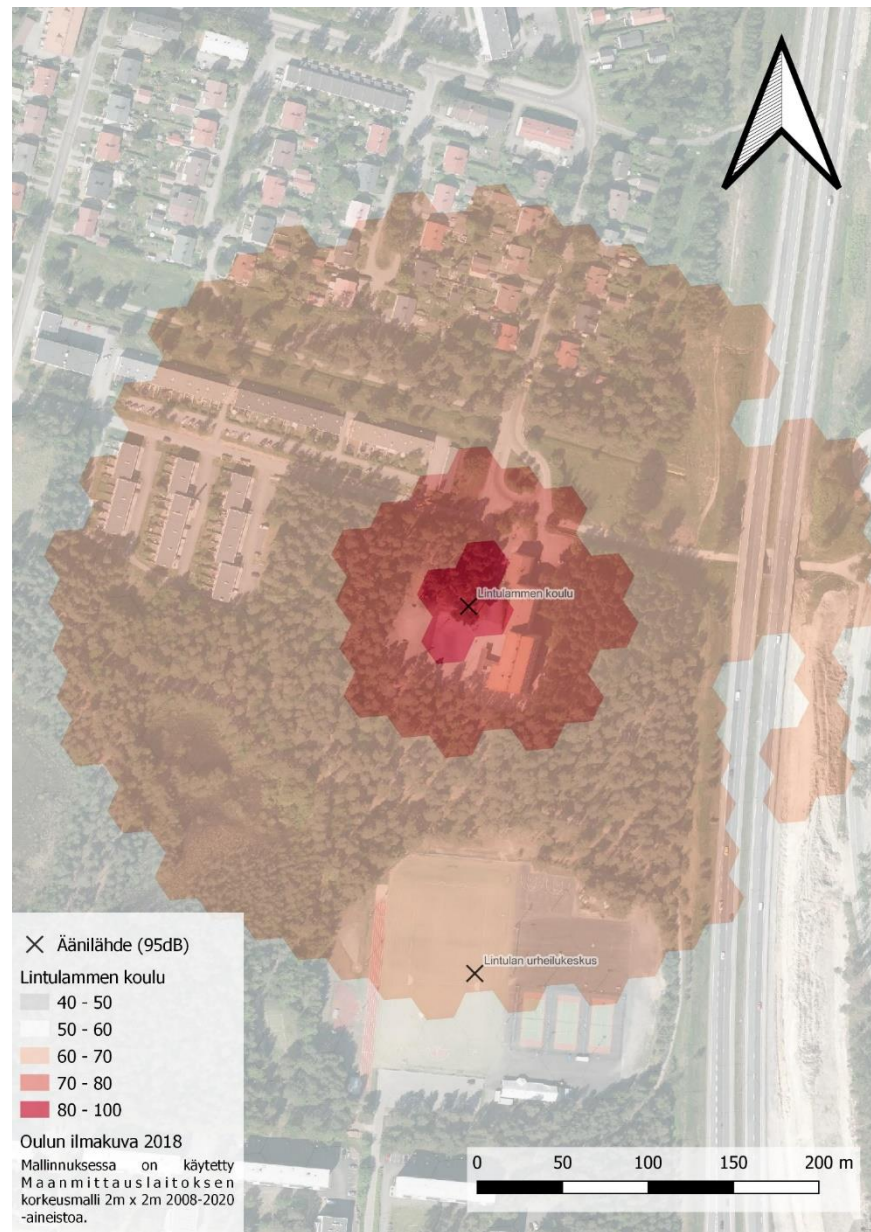 Lintulammen koulu
Lintulan urheilukeskus
Äänilähde (95dB)
Lintulammen koulu
40 - 50
50 - 60
60 - 70
70 - 80
80 - 100
Oulun ilmakuva 2018
Mallinnuksessa on käytetty
Maanmittauslaitoksen
korkeusmalli 2m x 2m 2008-2020
-aineistoa.
0 50 100 150 200 m